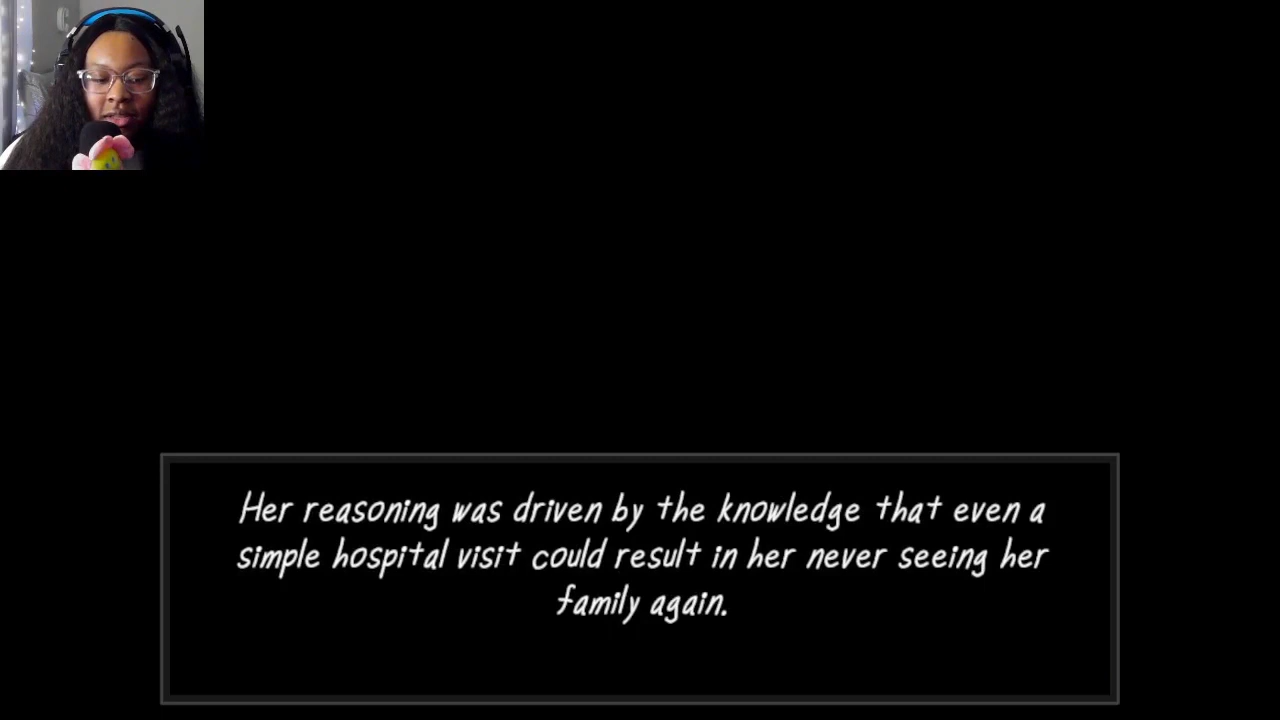 Her reasoning was driven by the knowledge that even a
simple hospital visit could result in her never seeing her
family again.